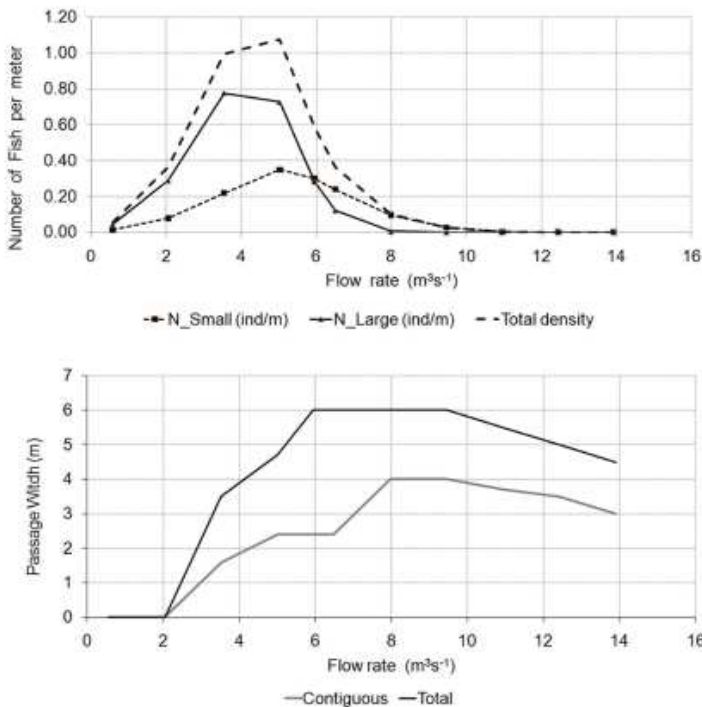 1.20
1.00
0.80
0.60
0.40
0.20
0.00
Number of Fish per meter
0 2 4 6 8 10 12 14 16
Flow rate (m³s⁻¹)
N_Small (ind/m) N_Large (ind/m) Total density
7
6
5
4
3
2
1
0
Passage Witdh (m)
0 2 4 6 8 10 12 14 16
Flow rate (m³s⁻¹)
Contiguous Total